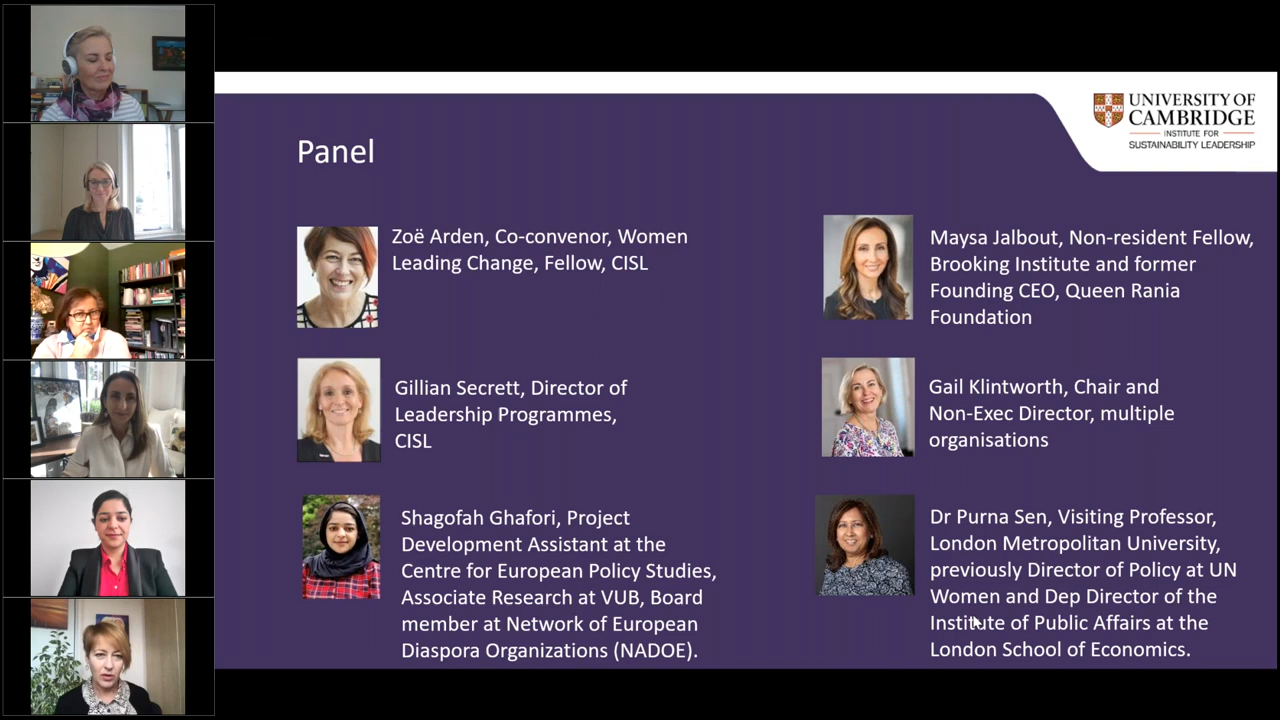 UNIVERSITY OF
CAMBRIDGE
INSTITUTE FOR
SUSTAINABILITY LEADERSHIP
Panel
Zoë Arden, Co-convenor, Women
Leading Change, Fellow, CISL
Maysa Jalbout, Non-resident Fellow,
Brooking Institute and former
Founding CEO, Queen Rania
Foundation
Gillian Secrett, Director of
Leadership Programmes,
CISL
Gail Klintworth, Chair and
Non-Exec Director, multiple
organisations
Shagofah Ghafori, Project
Development Assistant at the
Centre for European Policy Studies,
Associate Research at VUB, Board
member at Network of European
Diaspora Organizations (NADOE).
Dr Purna Sen, Visiting Professor,
London Metropolitan University,
previously Director of Policy at UN
Women and Dep Director of the
Institute of Public Affairs at the
London School of Economics.